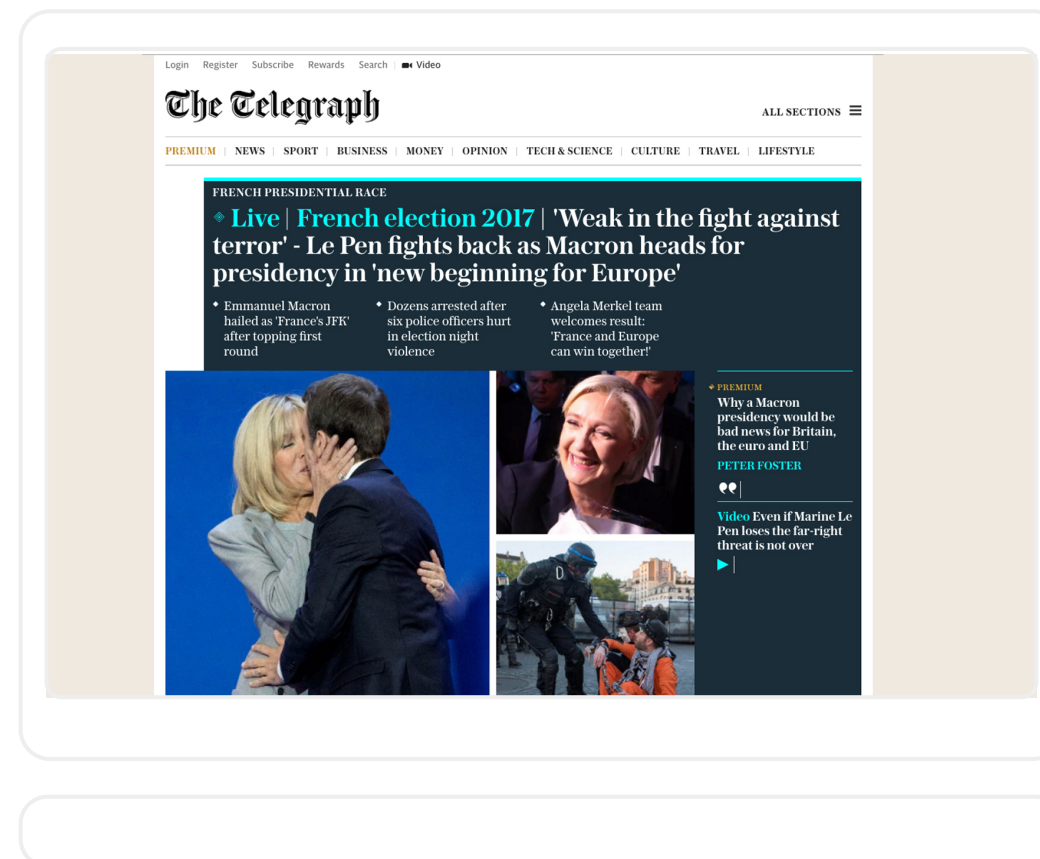 Login Register Subscribe Rewards Search Video
The Telegraph
ALL SECTIONS
PREMIUM NEWS SPORT BUSINESS MONEY OPINION TECH & SCIENCE CULTURE TRAVEL LIFESTYLE
FRENCH PRESIDENTIAL RACE
Live | French election 2017 | 'Weak in the fight against
terror' - Le Pen fights back as Macron heads for
presidency in 'new beginning for Europe'
Emmanuel Macron
hailed as 'France's JFK'
after topping first
round
Dozens arrested after
six police officers hurt
in election night
violence
Angela Merkel team
welcomes result:
'France and Europe
can win together!'
PREMIUM
Why a Macron
presidency would be
bad news for Britain,
the euro and EU
PETER FOSTER
Video Even if Marine Le
Pen loses the far-right
threat is not over